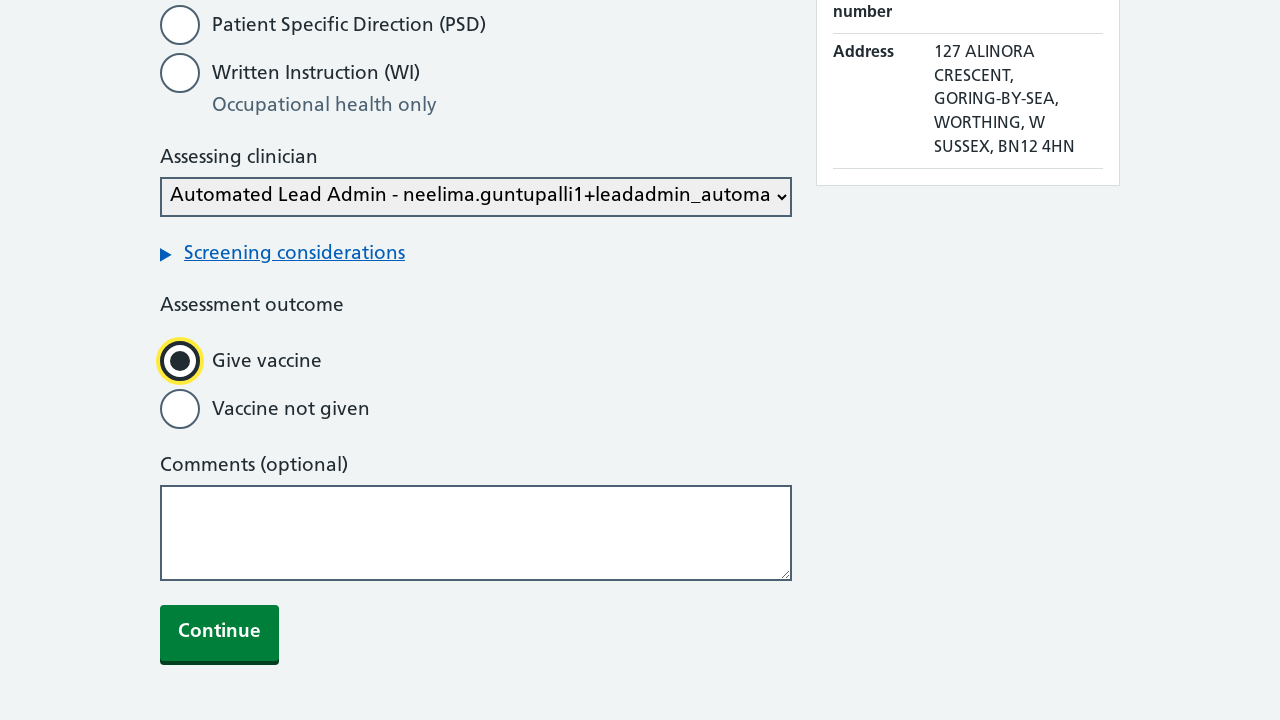 Patient Specific Direction (PSD)
Written Instruction (WI)
Occupational health only
Assessing clinician
Automated Lead Admin - neelima.guntupalli1+leadadmin_automa
Screening considerations
Assessment outcome
Give vaccine
Vaccine not given
Comments (optional)
Continue
number
Address
127 ALINORA
CRESCENT,
GORING-BY-SEA,
WORTHING, W
SUSSEX, BN12 4HN